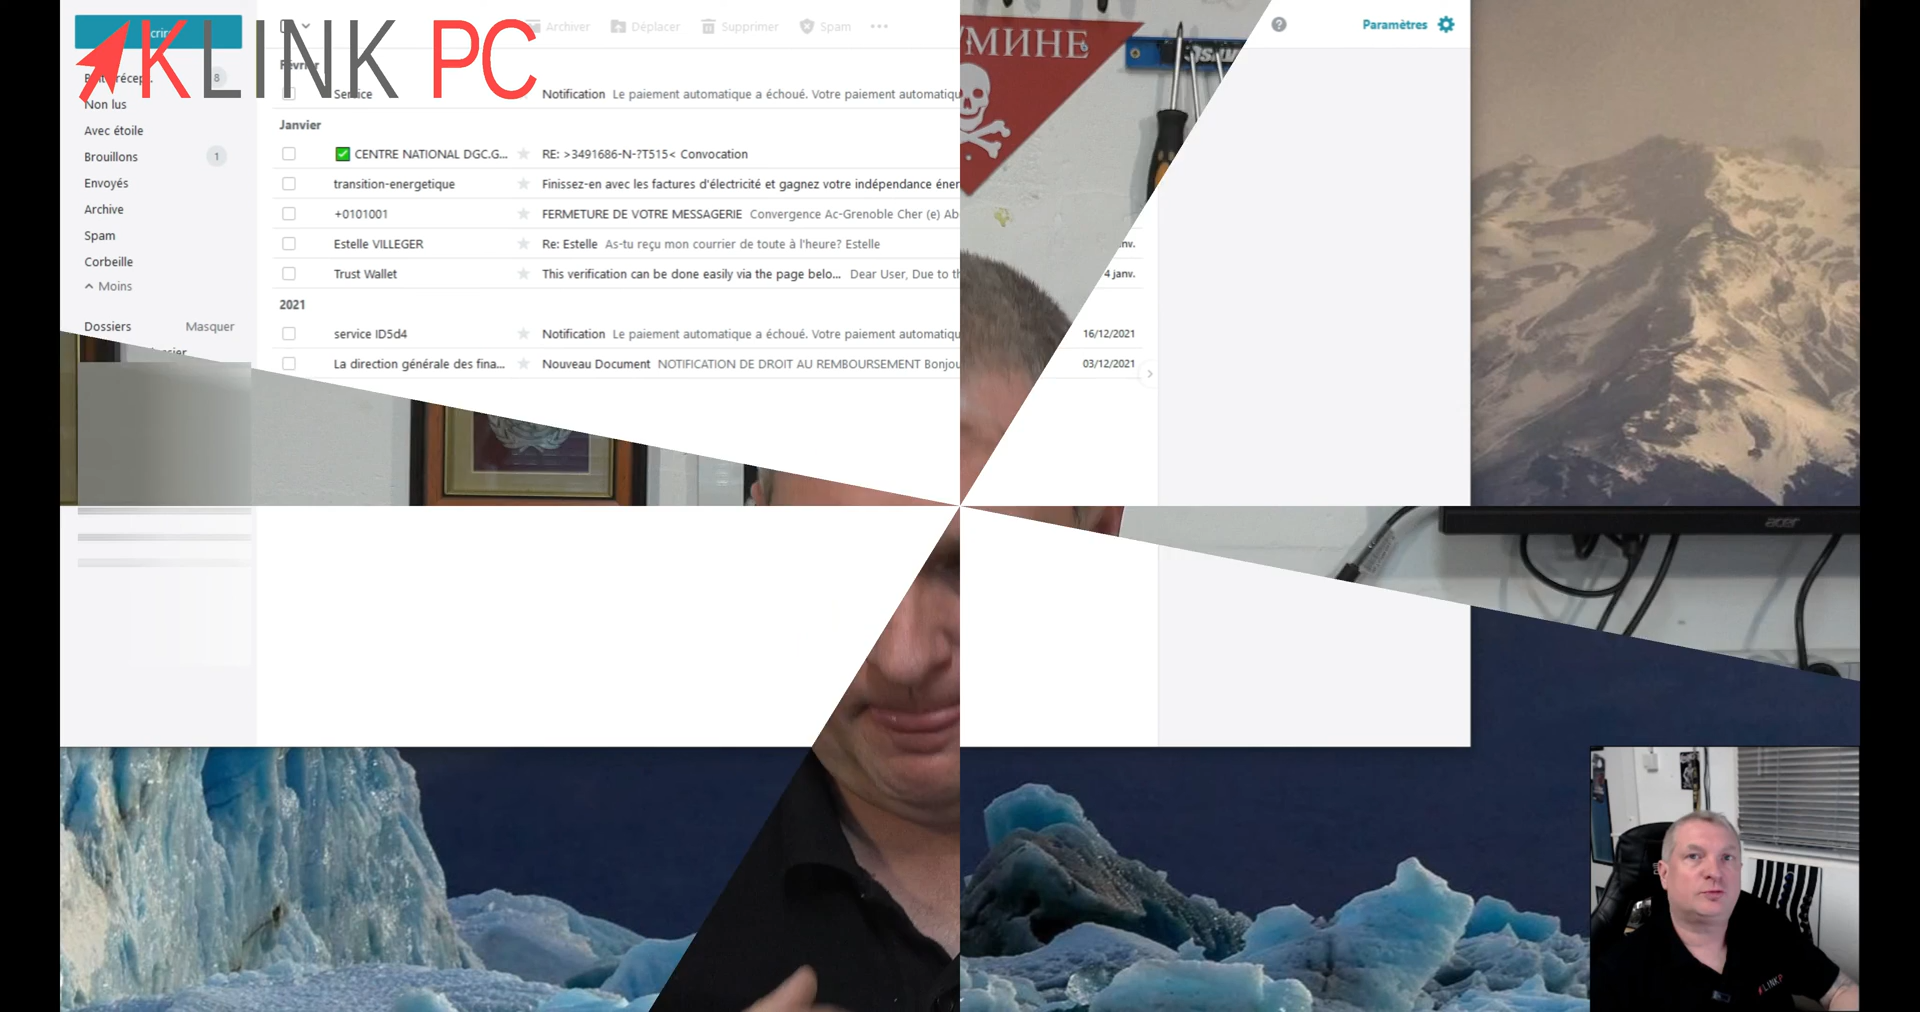 KLINK PC
Archiver Déplacer Supprimer Spam
Paramètres
Février
8
Non lus
Service Notification Le paiement automatique a échoué. Votre paiement automatiqu
Janvier
Avec étoile
Brouillons 1
✅ CENTRE NATIONAL DGC.G... RE: >3491686-N-?T515< Convocation
Envoyés
transition-energetique Finissez-en avec les factures d'électricité et gagnez votre indépendance éner
Archive
+0101001 FERMETURE DE VOTRE MESSAGERIE Convergence Ac-Grenoble Cher (e) Ab
Spam
Estelle VILLEGER Re: Estelle As-tu reçu mon courrier de toute à l'heure? Estelle nv.
Corbeille
Trust Wallet This verification can be done easily via the page belo... Dear User, Due to th 4 janv.
Moins
2021
Dossiers Masquer
service ID5d4 Notification Le paiement automatique a échoué. Votre paiement automatiqu 16/12/2021
La direction générale des fina... Nouveau Document NOTIFICATION DE DROIT AU REMBOURSEMENT Bonjou 03/12/2021
УМИНЕ
acer